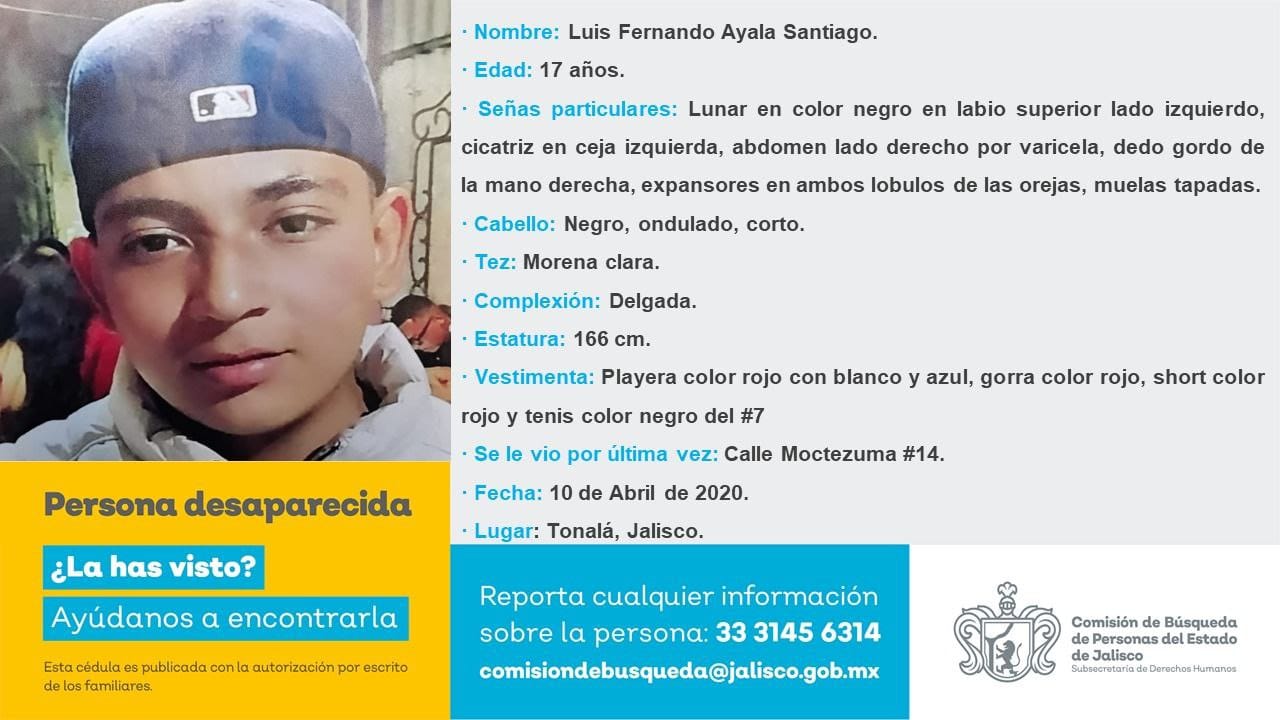 · Nombre: Luis Fernando Ayala Santiago.
· Edad: 17 años.
· Señas particulares: Lunar en color negro en labio superior lado izquierdo,
cicatriz en ceja izquierda, abdomen lado derecho por varicela, dedo gordo de
la mano derecha, expansores en ambos lobulos de las orejas, muelas tapadas.
· Cabello: Negro, ondulado, corto.
· Tez: Morena clara.
· Complexión: Delgada.
· Estatura: 166 cm.
· Vestimenta: Playera color rojo con blanco y azul, gorra color rojo, short color
rojo y tenis color negro del #7
· Se le vio por última vez: Calle Moctezuma #14.
· Fecha: 10 de Abril de 2020.
· Lugar: Tonalá, Jalisco.
Persona desaparecida
¿La has visto?
Ayúdanos a encontrarla
Esta cédula es publicada con la autorización por escrito
de los familiares.
Reporta cualquier información
sobre la persona: 33 3145 6314
comisiondebusqueda@jalisco.gob.mx
Comisión de Búsqueda
de Personas del Estado
de Jalisco
Subsecretaría de Derechos Humanos